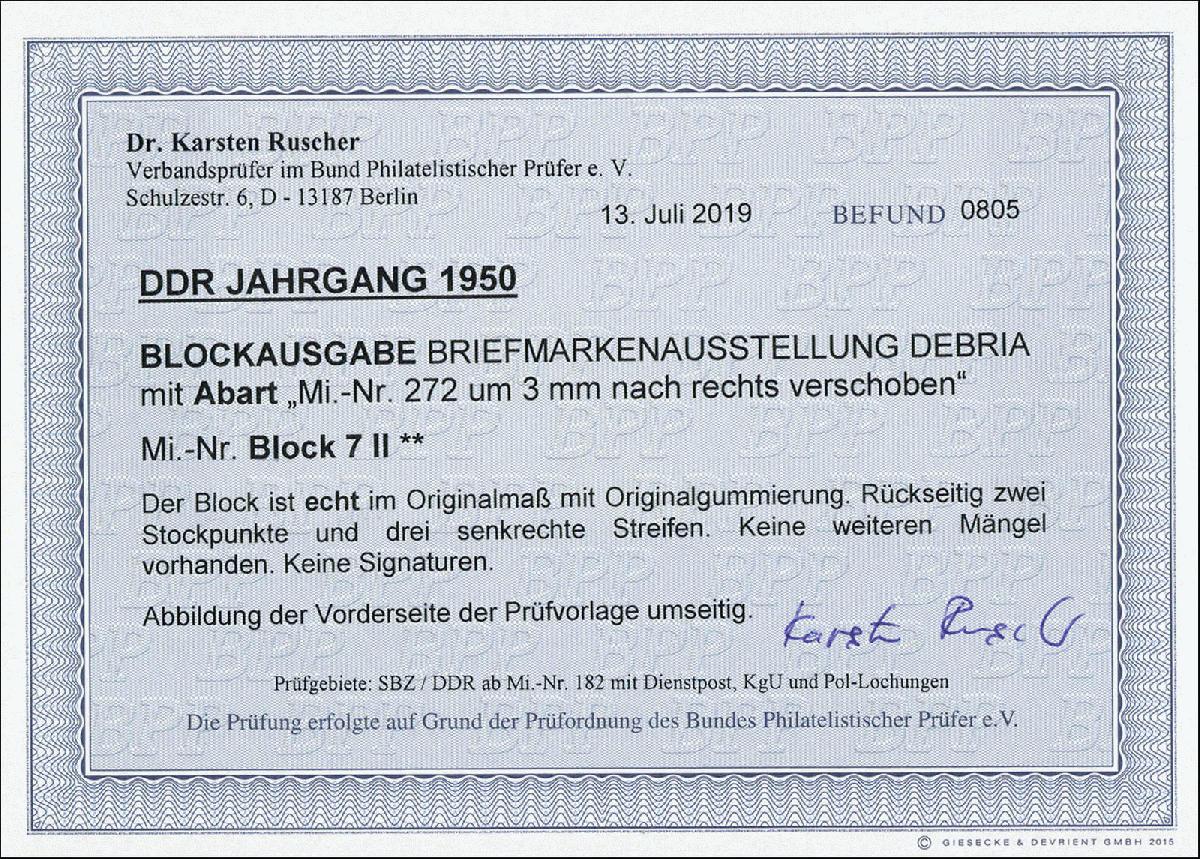 Dr. Karsten Ruscher
Verbandsprüfer im Bund Philatelistischer Prüfer e. V.
Schulzestr. 6, D - 13187 Berlin
13. Juli 2019 BEFUND 0805
DDR JAHRGANG 1950
BLOCKAUSGABE BRIEFMARKENAUSSTELLUNG DEBRIA
mit Abart „Mi.-Nr. 272 um 3 mm nach rechts verschoben“
Mi.-Nr. Block 7 II **
Der Block ist echt im Originalmaß mit Originalgummierung. Rückseitig zwei
Stockpunkte und drei senkrechte Streifen. Keine weiteren Mängel
vorhanden. Keine Signaturen.
Abbildung der Vorderseite der Prüfvorlage umseitig.
Karsten Ruscher
Prüfgebiete: SBZ / DDR ab Mi.-Nr. 182 mit Dienstpost, KgU und Pol-Lochungen
Die Prüfung erfolgte auf Grund der Prüfordnung des Bundes Philatelistischer Prüfer e.V.
© GIESECKE & DEVRIENT GMBH 2015